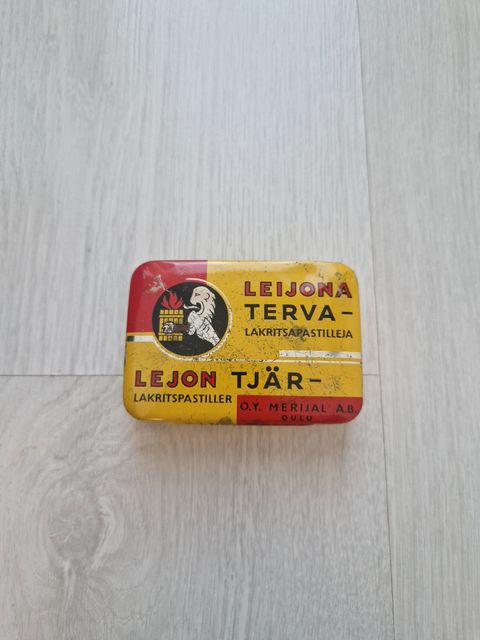 LEIJONA
TERVA-
LAKRITSAPASTILLEJA
LEJON TJÄR-
LAKRITSPASTILLER
O.Y. MERIJAL A.B.
OULU